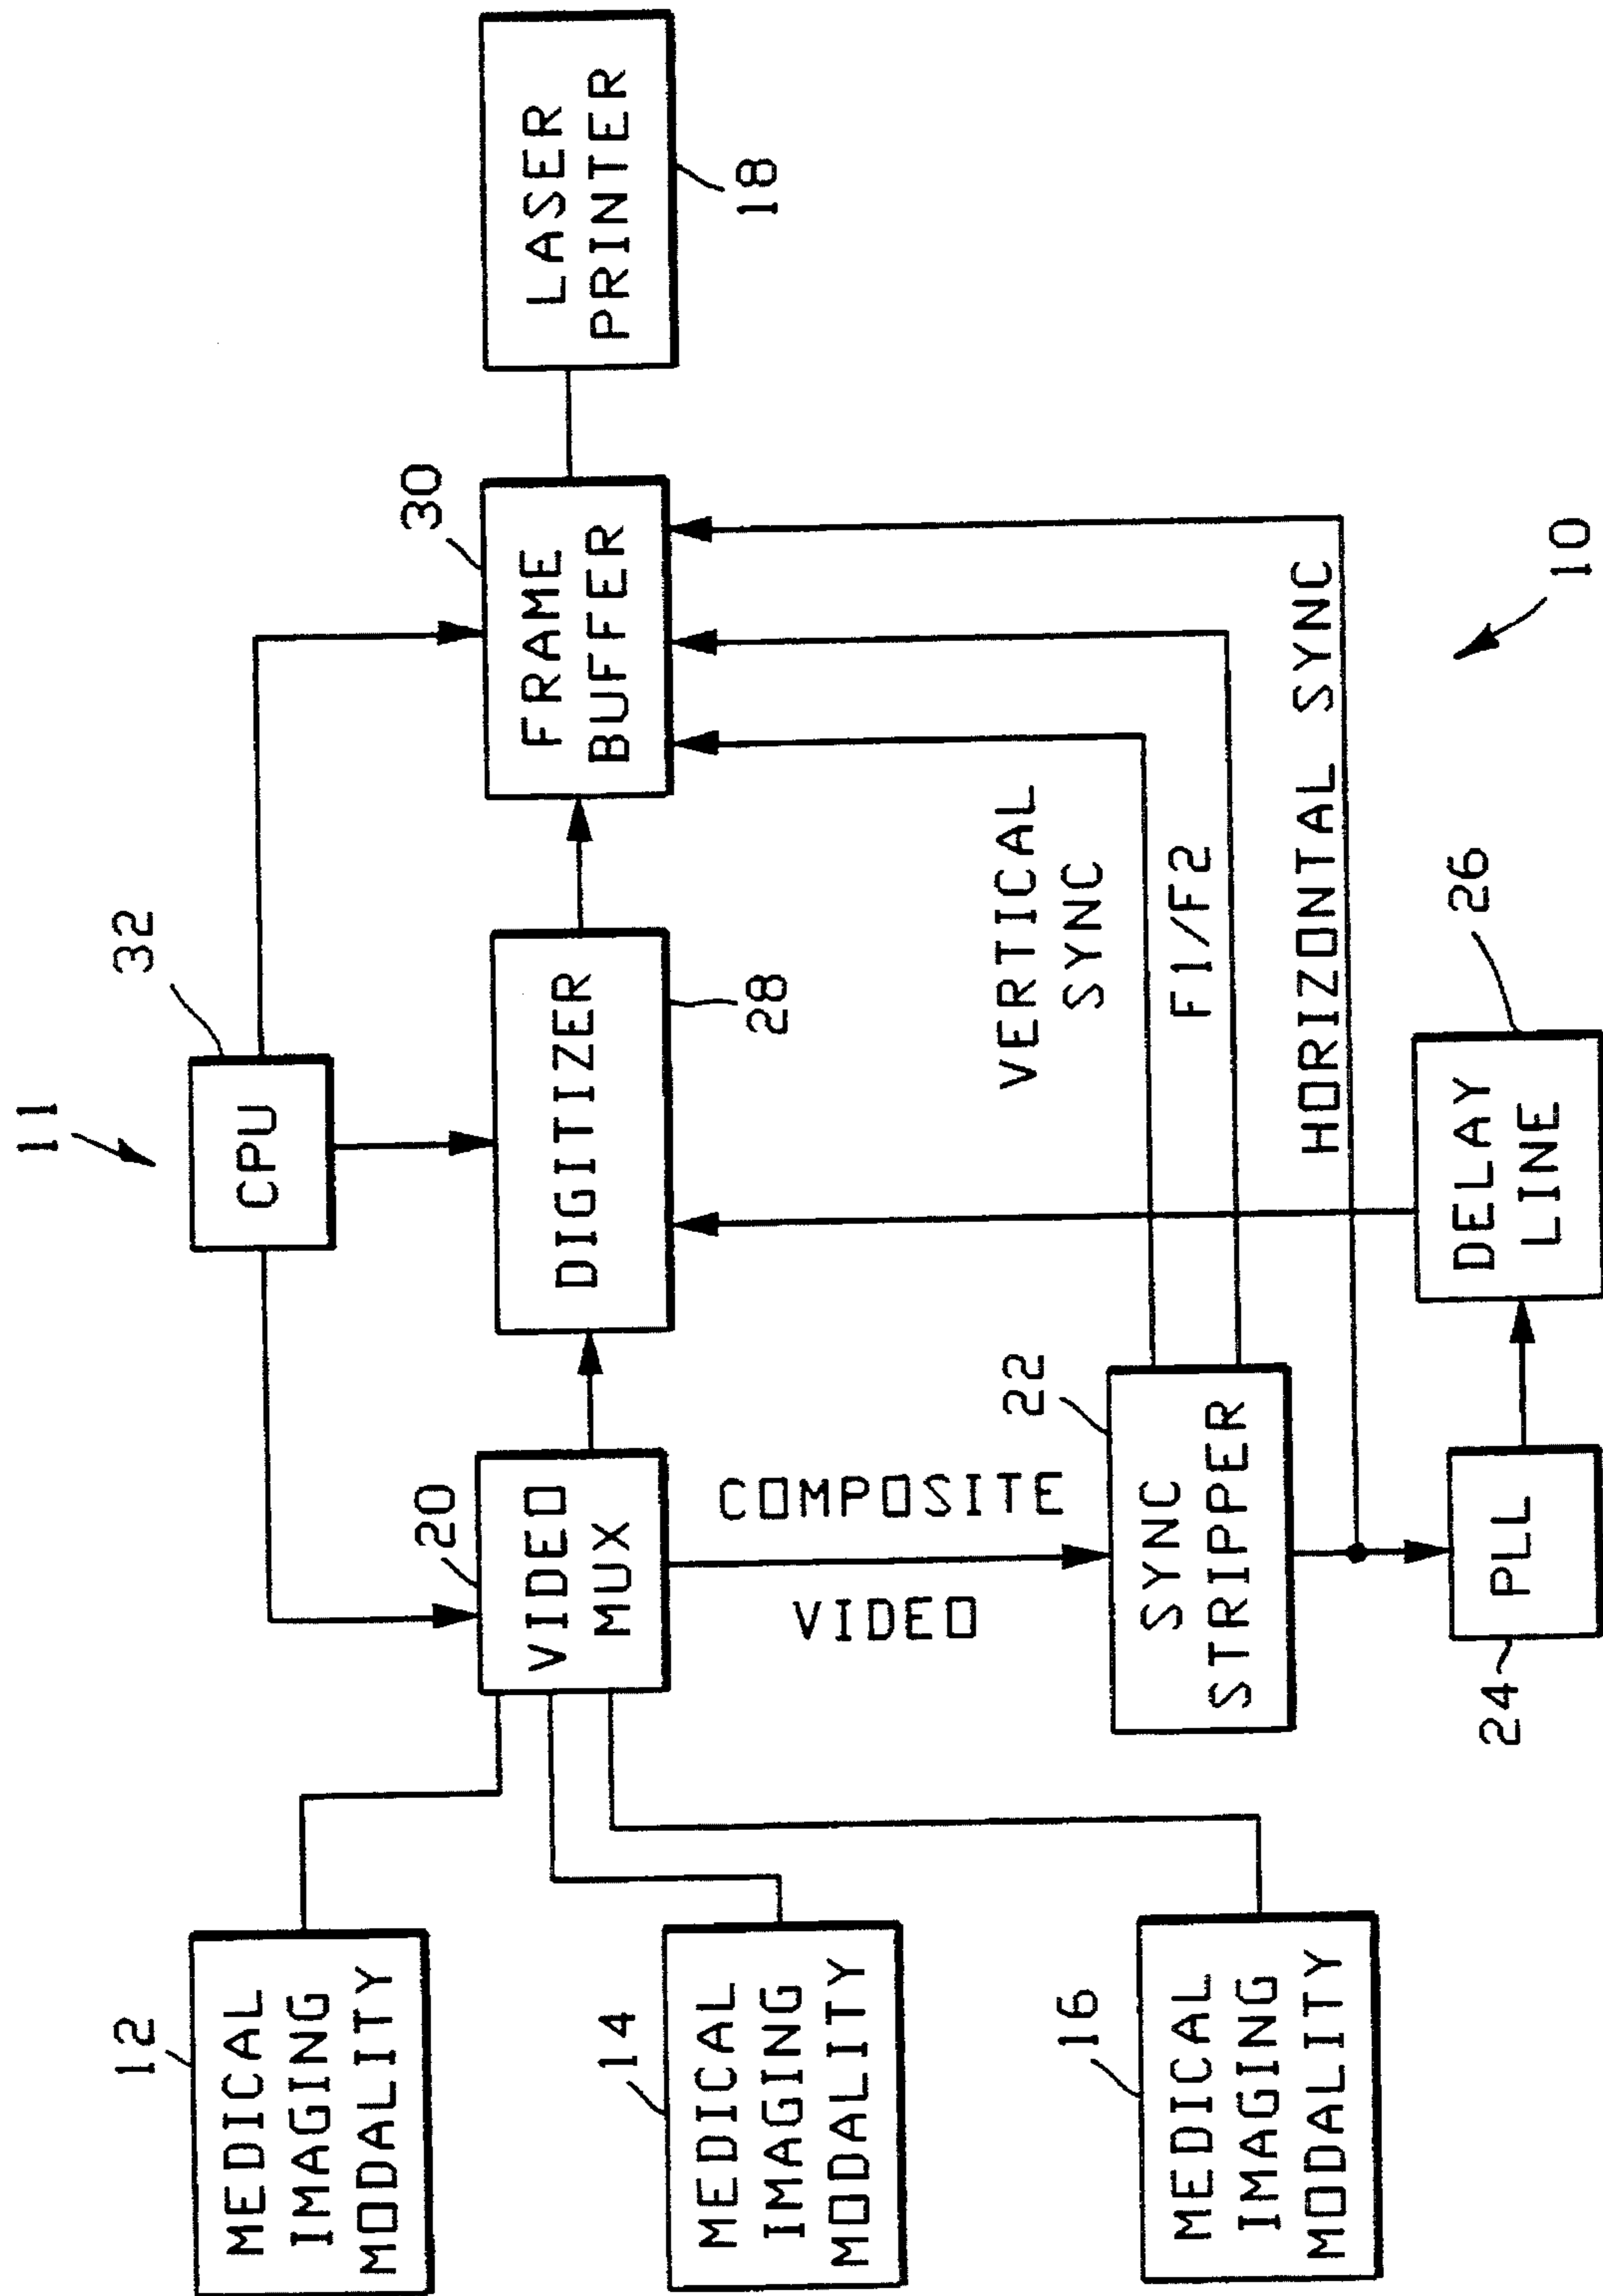 11
32
CPU
12
MEDICAL
IMAGING
MODALITY
14
MEDICAL
IMAGING
MODALITY
16
MEDICAL
IMAGING
MODALITY
20
VIDEO
MUX
DIGITIZER
28
30
FRAME
BUFFER
LASER
PRINTER
18
COMPOSITE
VIDEO
22
SYNC
STRIPPER
VERTICAL
SYNC
F1/F2
HORIZONTAL SYNC
24
PLL
DELAY
LINE
26
10